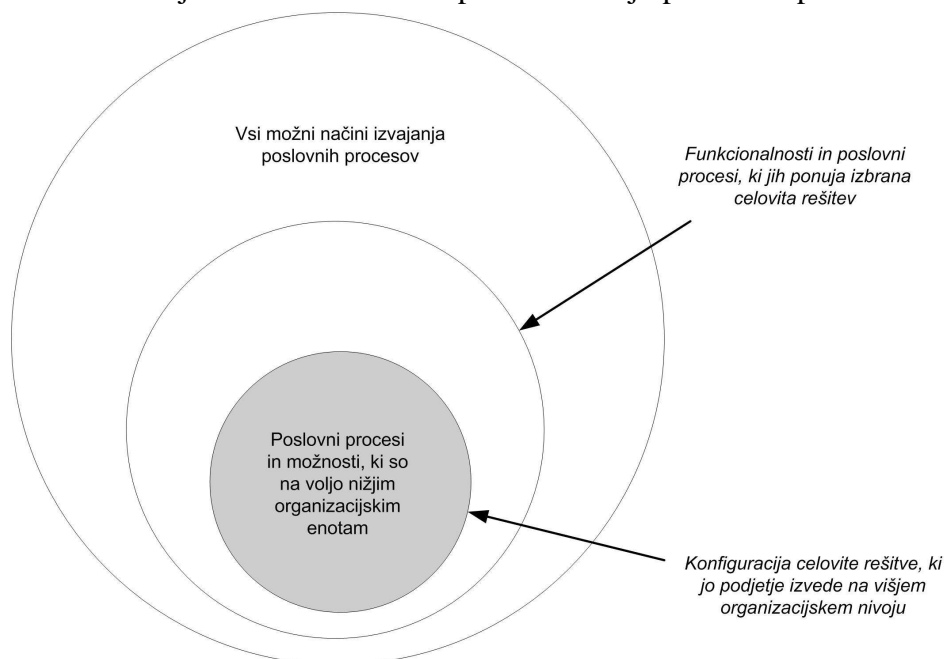 Vsi možni načini izvajanja
poslovnih procesov
Funkcionalnosti in poslovni
procesi, ki jih ponuja izbrana
celovita rešitev
Poslovni procesi
in možnosti, ki so
na voljo nižjim
organizacijskim
enotam
Konfiguracija celovite rešitve, ki
jo podjetje izvede na višjem
organizacijskem nivoju